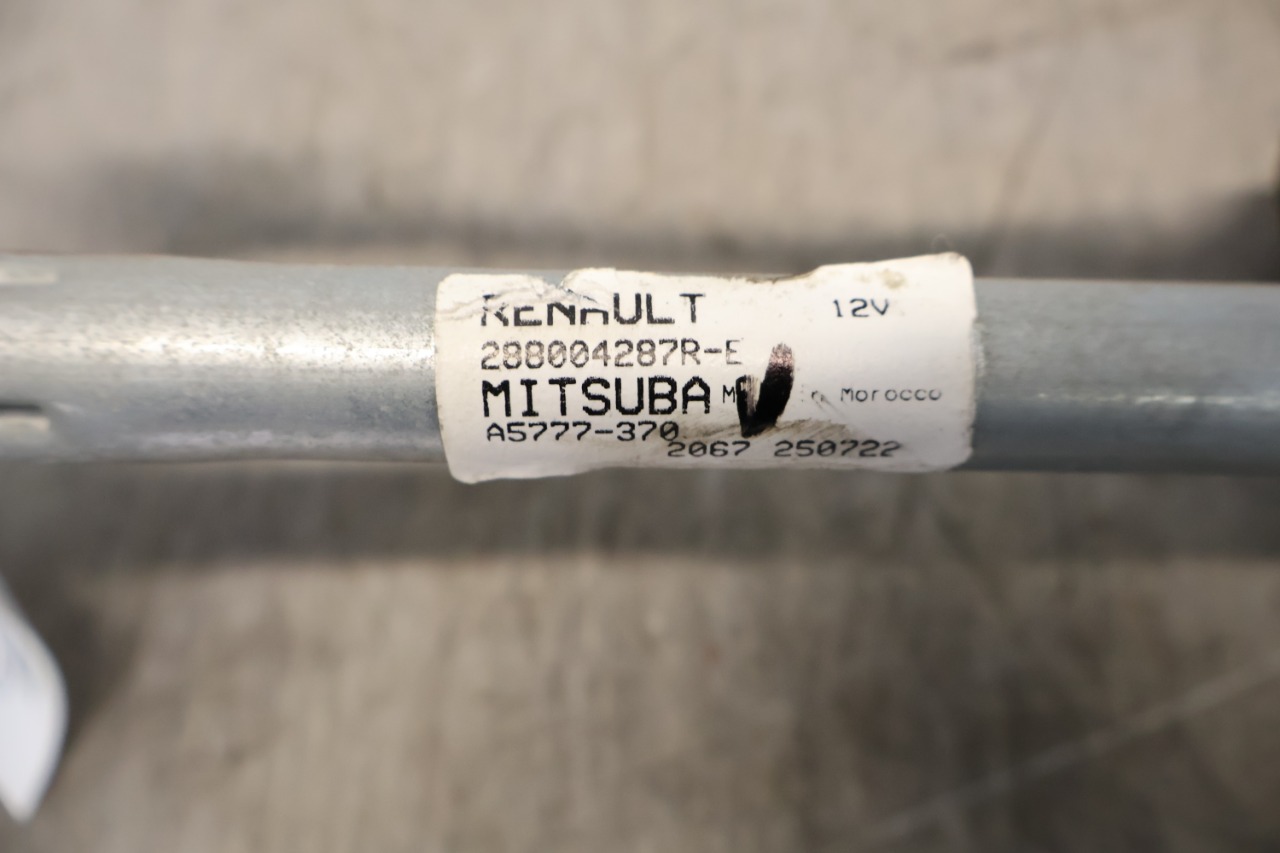 RENAULT 12V
288004287R-E
MITSUBA Morocco
A5777-370
2067 250722